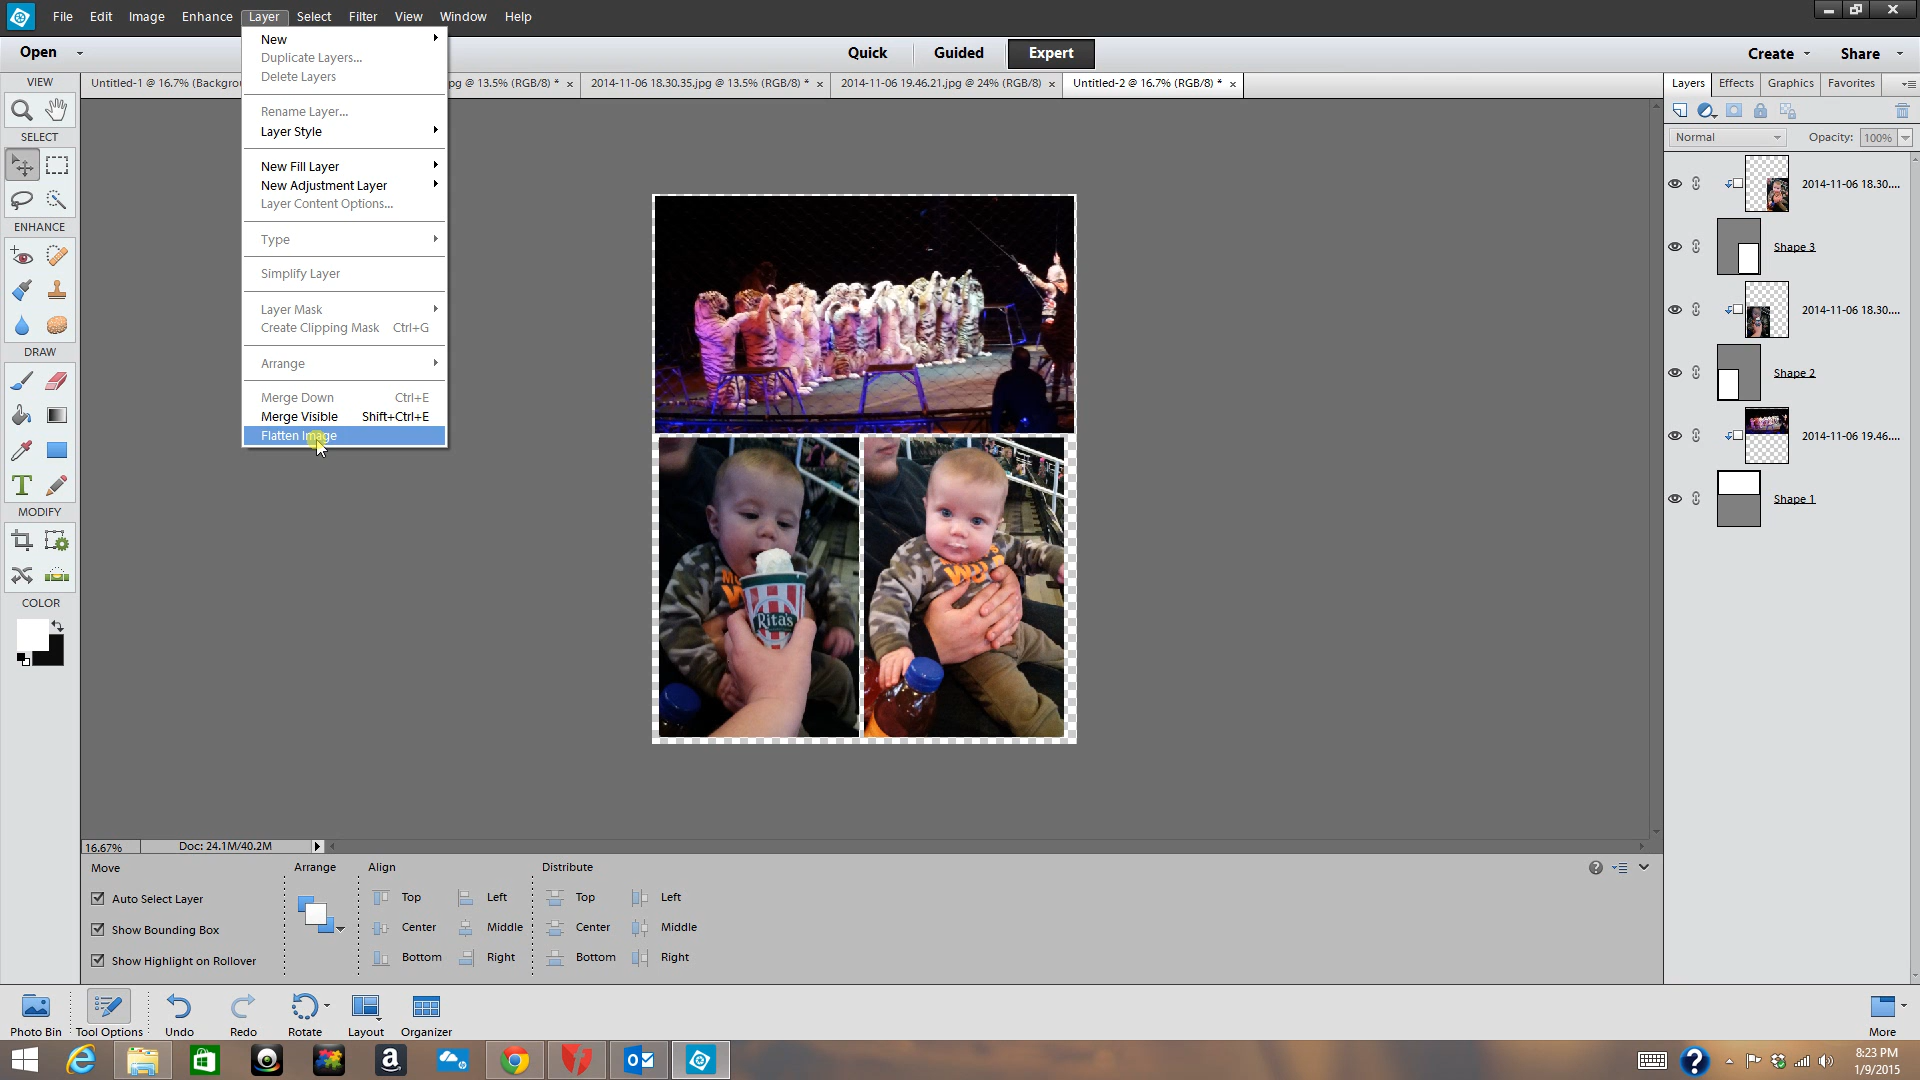 File Edit Image Enhance Layer Select Filter View Window Help
Open
Quick Guided Expert
Create Share
Untitled-1 @ 16.7% (Backgrou
jpg @ 13.5% (RGB/8) * ×
2014-11-06 18.30.35.jpg @ 13.5% (RGB/8) * ×
2014-11-06 19.46.21.jpg @ 24% (RGB/8) ×
Untitled-2 @ 16.7% (RGB/8) * ×
VIEW
SELECT
ENHANCE
DRAW
MODIFY
COLOR
New
Duplicate Layers...
Delete Layers
Rename Layer...
Layer Style
New Fill Layer
New Adjustment Layer
Layer Content Options...
Type
Simplify Layer
Layer Mask
Create Clipping Mask Ctrl+G
Arrange
Merge Down Ctrl+E
Merge Visible Shift+Ctrl+E
Flatten Image
Rita's
Layers Effects Graphics Favorites
Normal Opacity: 100%
2014-11-06 18.30....
Shape 3
2014-11-06 18.30....
Shape 2
2014-11-06 19.46....
Shape 1
16.67% Doc: 24.1M/40.2M
Move Arrange Align Distribute
Auto Select Layer
Show Bounding Box
Show Highlight on Rollover
Top Left
Center Middle
Bottom Right
Top Left
Center Middle
Bottom Right
Photo Bin Tool Options Undo Redo Rotate Layout Organizer More
8:23 PM
1/9/2015